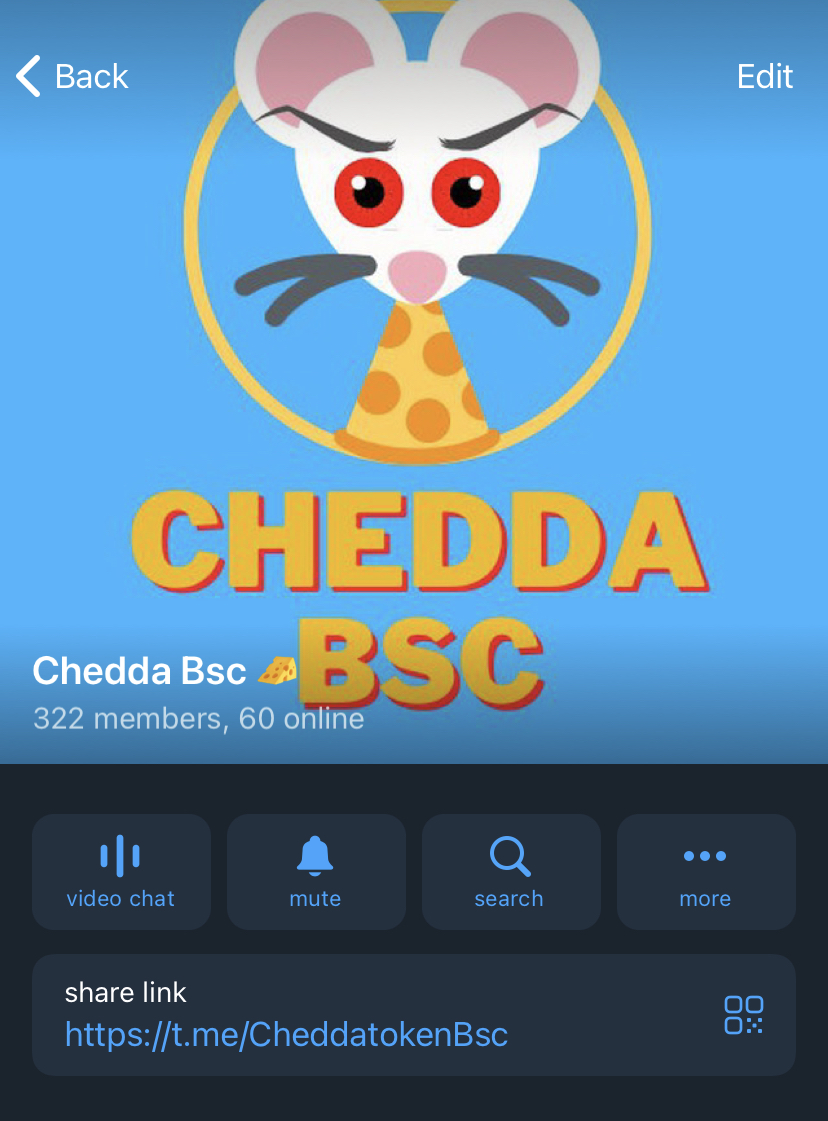 Back
Edit
CHEDDA
BSC
Chedda Bsc 🧀
322 members, 60 online
video chat
mute
search
more
share link
https://t.me/CheddatokenBsc